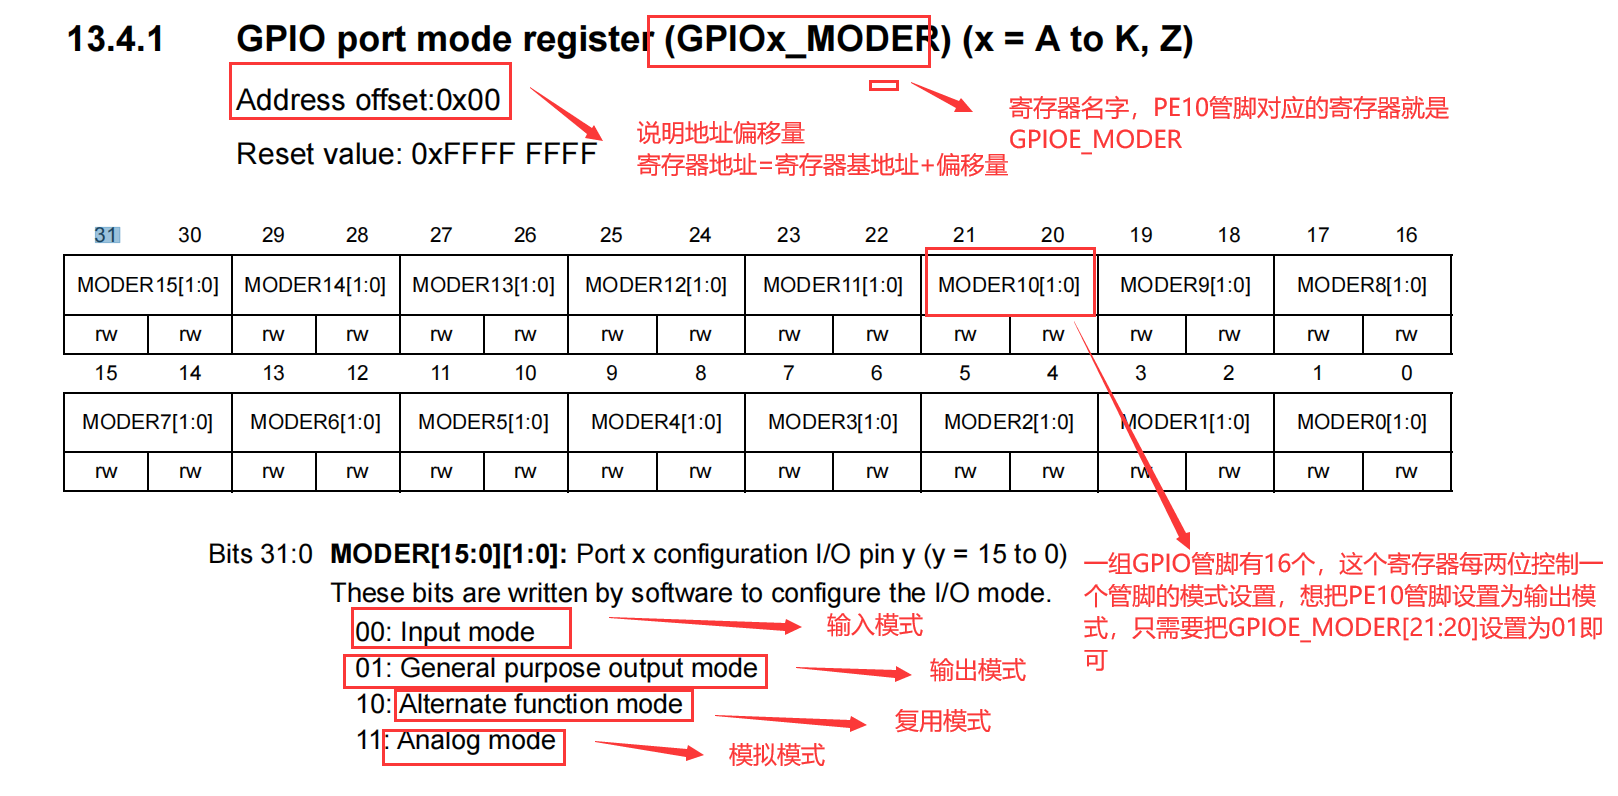 13.4.1 GPIO port mode register (GPIOx_MODER) (x = A to K, Z)
Address offset:0x00
Reset value: 0xFFFF FFFF
说明地址偏移量
寄存器地址=寄存器基地址+偏移量
寄存器名字，PE10管脚对应的寄存器就是
GPIOE_MODER
31 30 29 28 27 26 25 24 23 22 21 20 19 18 17 16
MODER15[1:0] MODER14[1:0] MODER13[1:0] MODER12[1:0] MODER11[1:0] MODER10[1:0] MODER9[1:0] MODER8[1:0]
rw rw rw rw rw rw rw rw rw rw rw rw rw rw rw rw
15 14 13 12 11 10 9 8 7 6 5 4 3 2 1 0
MODER7[1:0] MODER6[1:0] MODER5[1:0] MODER4[1:0] MODER3[1:0] MODER2[1:0] MODER1[1:0] MODER0[1:0]
rw rw rw rw rw rw rw rw rw rw rw rw rw rw rw rw
Bits 31:0 MODER[15:0][1:0]: Port x configuration I/O pin y (y = 15 to 0)
These bits are written by software to configure the I/O mode.
00: Input mode
01: General purpose output mode
10: Alternate function mode
11: Analog mode
输入模式
输出模式
复用模式
模拟模式
一组GPIO管脚有16个，这个寄存器每两位控制一
个管脚的模式设置，想把PE10管脚设置为输出模
式，只需要把GPIOE_MODER[21:20]设置为01即
可